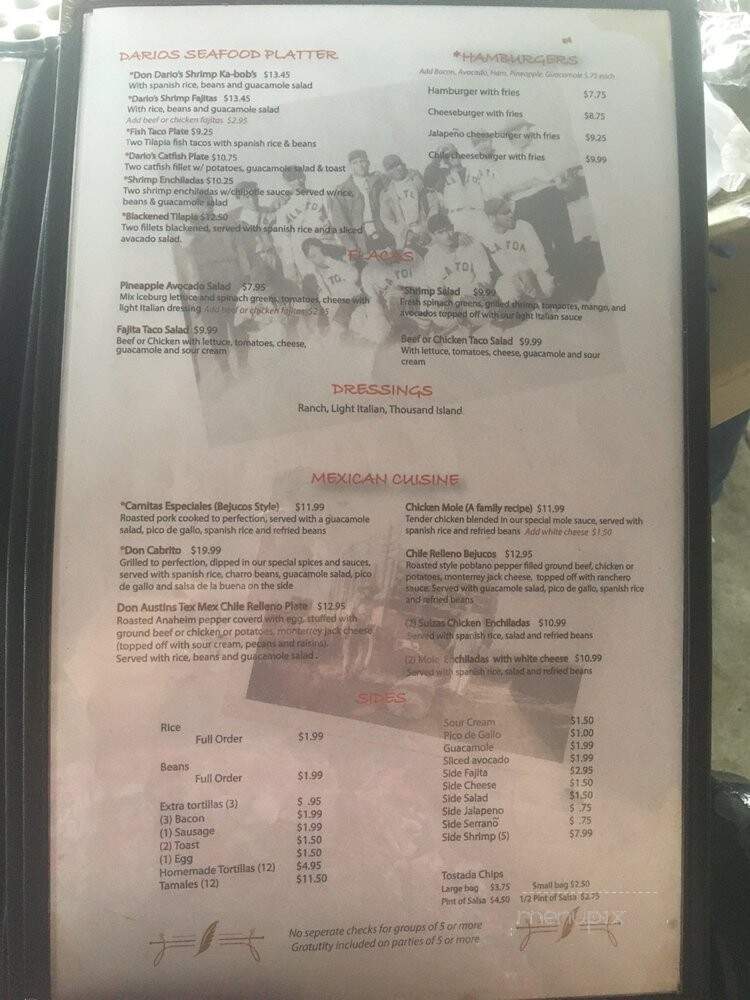 DARIOS SEAFOOD PLATTER
*Don Dario's Shrimp Ka-bob's $13.45
With spanish rice, beans and guacamole salad
*Dario's Shrimp Fajitas $13.45
With rice, beans and guacamole salad
Add beef or chicken fajitas $2.95
*Fish Taco Plate $9.25
Two Tilapia fish tacos with spanish rice & beans
*Dario's Catfish Plate $10.75
Two catfish fillet w/ potatoes, guacamole salad & toast
*Shrimp Enchiladas $10.25
Two shrimp enchiladas w/chipotle sauce. Served w/rice,
beans & guacamole salad
*Blackened Tilapia $12.50
Two fillets blackened, served with spanish rice and a sliced
avocado salad.
*HAMBURGERS
Add Bacon, Avocado, Ham, Pineapple, Guacamole $.75 each
Hamburger with fries $7.75
Cheeseburger with fries $8.75
Jalapeño cheeseburger with fries $9.25
Chile cheeseburger with fries $9.99
FLACAS
Pineapple Avocado Salad $7.95
Mix iceburg lettuce and spinach greens, tomatoes, cheese with
light Italian dressing Add beef or chicken fajitas $2.95
Fajita Taco Salad $9.99
Beef or Chicken with lettuce, tomatoes, cheese,
guacamole and sour cream
*Shrimp Salad $9.99
Fresh spinach greens, grilled shrimp, tomatoes, mango, and
avocados topped off with our light Italian sauce
Beef or Chicken Taco Salad $9.99
With lettuce, tomatoes, cheese, guacamole and sour
cream
DRESSINGS
Ranch, Light Italian, Thousand Island
MEXICAN CUISINE
*Carnitas Especiales (Bejucos Style) $11.99
Roasted pork cooked to perfection, served with a guacamole
salad, pico de gallo, spanish rice and refried beans
*Don Cabrito $19.99
Grilled to perfection, dipped in our special spices and sauces,
served with spanish rice, charro beans, guacamole salad, pico
de gallo and salsa de la buena on the side
Don Austins Tex Mex Chile Relleno Plate $12.95
Roasted Anaheim pepper coverd with egg, stuffed with
ground beef or chicken or potatoes, monterrey jack cheese
(topped off with sour cream, pecans and raisins).
Served with rice, beans and guacamole salad.
Chicken Mole (A family recipe) $11.99
Tender chicken blended in our special mole sauce, served with
spanish rice and refried beans Add white cheese $1.50
Chile Relleno Bejucos $12.95
Roasted style poblano pepper filled ground beef, chicken or
potatoes, monterrey jack cheese, topped off with ranchero
sauce. Served with guacamole salad, pico de gallo, spanish rice
and refried beans
(2) Suizas Chicken Enchiladas $10.99
Served with spanish rice, salad and refried beans
(2) Mole Enchiladas with white cheese $10.99
Served with spanish rice, salad and refried beans
SIDES
Rice
Full Order $1.99
Beans
Full Order $1.99
Extra tortillas (3) $ .95
(3) Bacon $1.99
(1) Sausage $1.99
(2) Toast $1.50
(1) Egg $1.50
Homemade Tortillas (12) $4.95
Tamales (12) $11.50
Sour Cream $1.50
Pico de Gallo $1.00
Guacamole $1.99
Sliced avocado $1.99
Side Fajita $2.95
Side Cheese $1.50
Side Salad $1.50
Side Jalapeno $ .75
Side Serranõ $ .75
Side Shrimp (5) $7.99
Tostada Chips
Large bag $3.75 Small bag $2.50
Pint of Salsa $4.50 1/2 Pint of Salsa $2.75
No seperate checks for groups of 5 or more
Gratutity included on parties of 5 or more
menupix